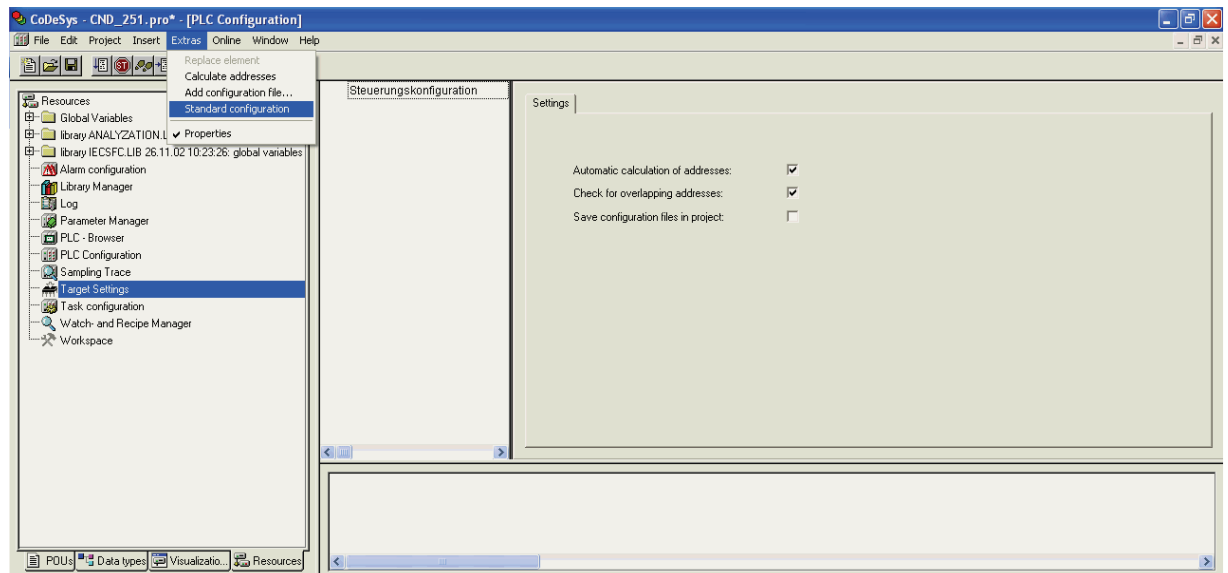 CoDeSys - CND_251.pro* - [PLC Configuration]
File Edit Project Insert Extras Online Window Help
Replace element
Calculate addresses
Add configuration file...
Standard configuration
Properties
Resources
Global Variables
library ANALYZATION.L
library IECSFC.LIB 26.11.02 10:23:26: global variables
Alarm configuration
Library Manager
Log
Parameter Manager
PLC - Browser
PLC Configuration
Sampling Trace
Target Settings
Task configuration
Watch- and Recipe Manager
Workspace
POUs Data types Visualizatio... Resources
Steuerungskonfiguration
Settings
Automatic calculation of addresses:
Check for overlapping addresses:
Save configuration files in project: